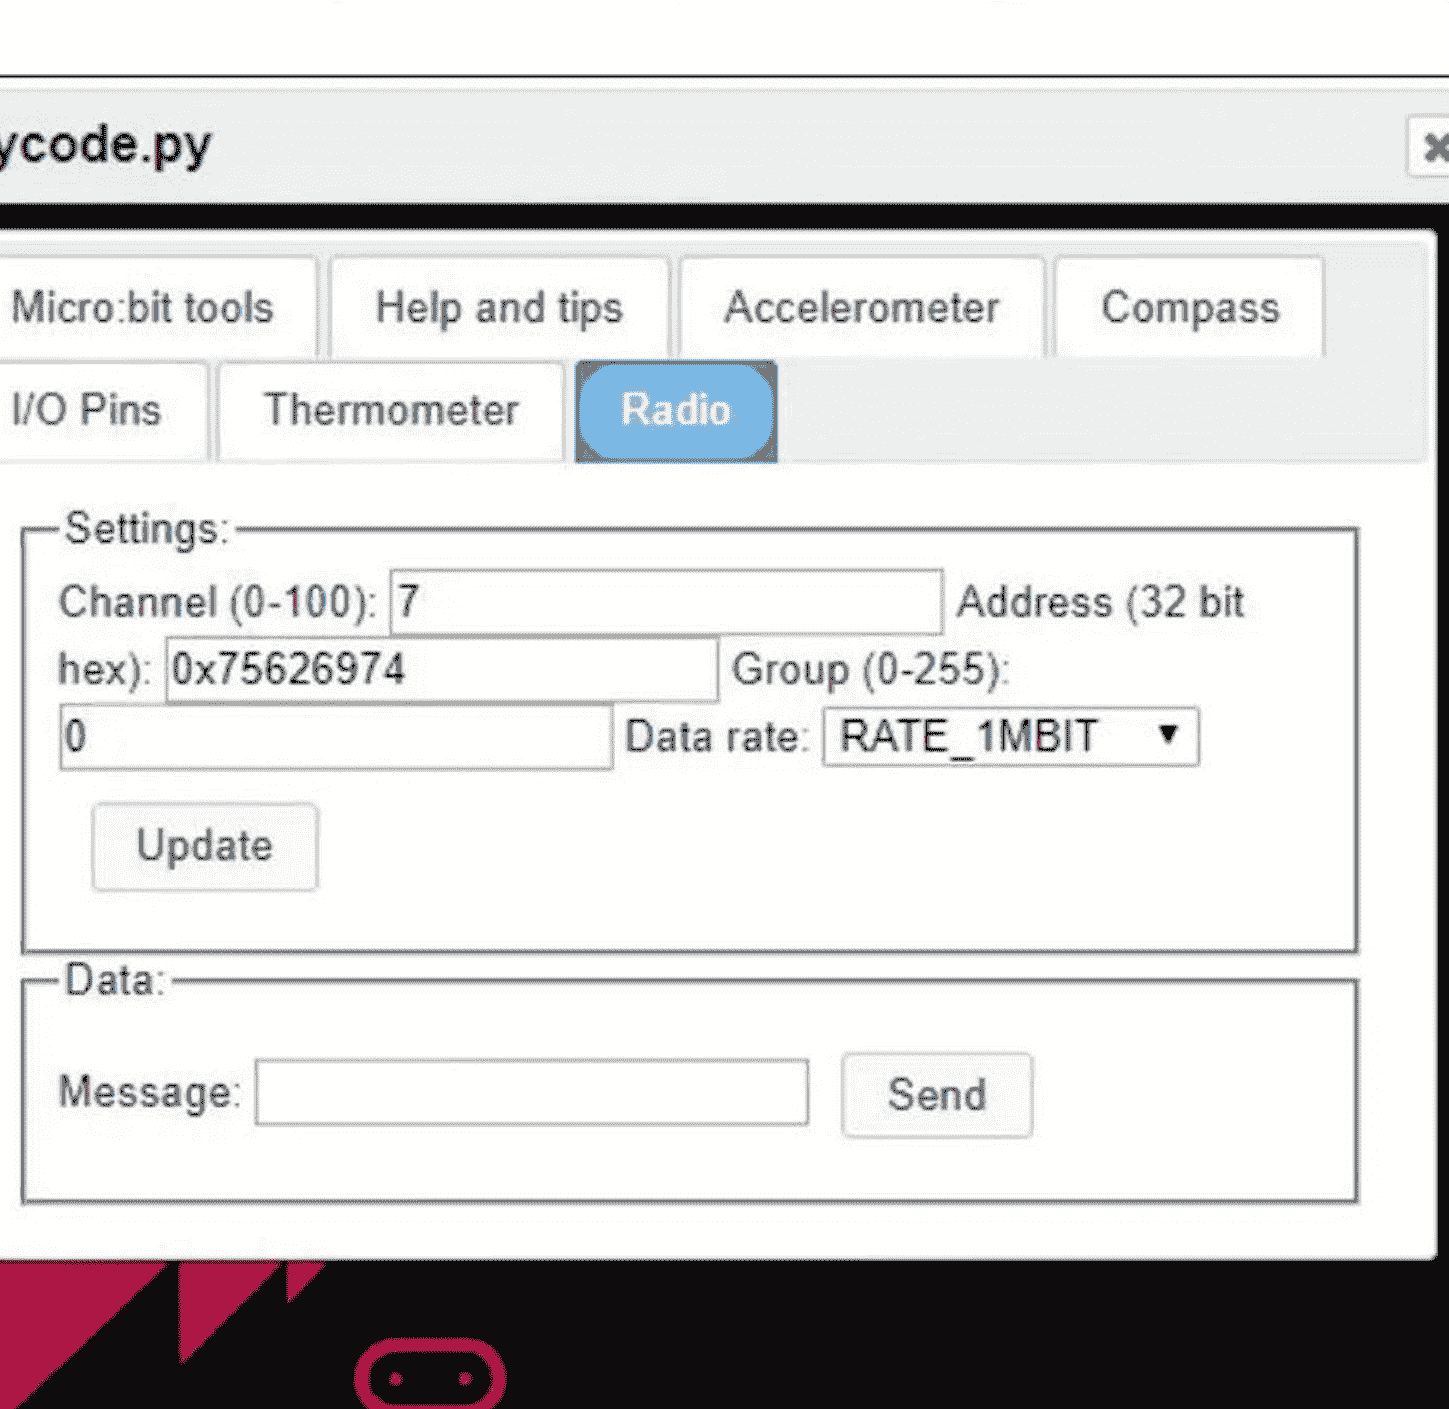 ycode.py
Micro:bit tools Help and tips Accelerometer Compass
I/O Pins Thermometer Radio
Settings:
Channel (0-100): 7 Address (32 bit
hex): 0x75626974 Group (0-255):
0 Data rate: RATE_1MBIT
Update
Data:
Message: Send